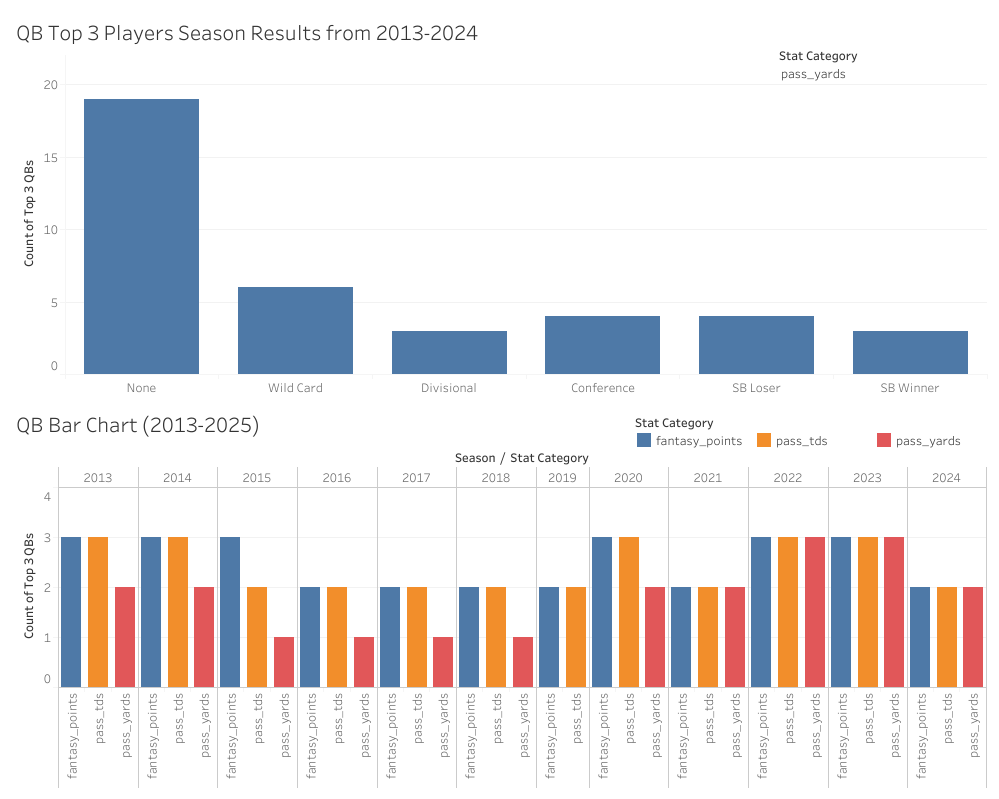 QB Top 3 Players Season Results from 2013-2024
Stat Category
pass_yards
Count of Top 3 QBs
20
15
10
5
0
None Wild Card Divisional Conference SB Loser SB Winner
QB Bar Chart (2013-2025)
Stat Category
fantasy_points pass_tds pass_yards
Season / Stat Category
2013 2014 2015 2016 2017 2018 2019 2020 2021 2022 2023 2024
Count of Top 3 QBs
4
3
2
1
0
fantasy_points pass_tds pass_yards fantasy_points pass_tds pass_yards fantasy_points pass_tds pass_yards fantasy_points pass_tds pass_yards fantasy_points pass_tds pass_yards fantasy_points pass_tds pass_yards fantasy_points pass_tds fantasy_points pass_tds pass_yards fantasy_points pass_tds pass_yards fantasy_points pass_tds pass_yards fantasy_points pass_tds pass_yards fantasy_points pass_tds pass_yards